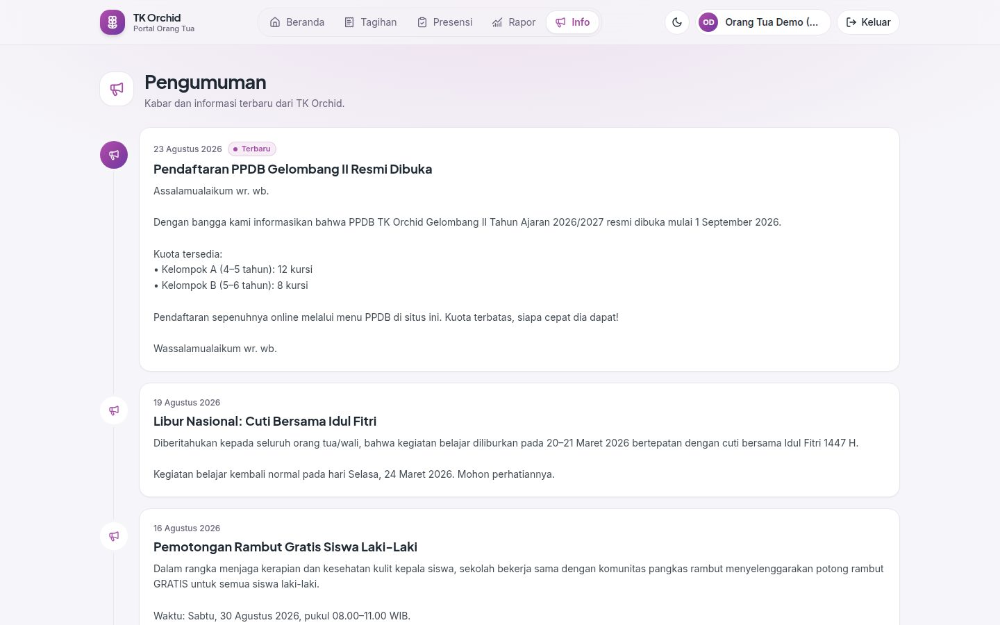 TK Orchid
Portal Orang Tua
Beranda
Tagihan
Presensi
Rapor
Info
OD
Orang Tua Demo (...
Keluar
Pengumuman
Kabar dan informasi terbaru dari TK Orchid.
23 Agustus 2026
Terbaru
Pendaftaran PPDB Gelombang II Resmi Dibuka
Assalamualaikum wr. wb.
Dengan bangga kami informasikan bahwa PPDB TK Orchid Gelombang II Tahun Ajaran 2026/2027 resmi dibuka mulai 1 September 2026.
Kuota tersedia:
• Kelompok A (4–5 tahun): 12 kursi
• Kelompok B (5–6 tahun): 8 kursi
Pendaftaran sepenuhnya online melalui menu PPDB di situs ini. Kuota terbatas, siapa cepat dia dapat!
Wassalamualaikum wr. wb.
19 Agustus 2026
Libur Nasional: Cuti Bersama Idul Fitri
Diberitahukan kepada seluruh orang tua/wali, bahwa kegiatan belajar diliburkan pada 20–21 Maret 2026 bertepatan dengan cuti bersama Idul Fitri 1447 H.
Kegiatan belajar kembali normal pada hari Selasa, 24 Maret 2026. Mohon perhatiannya.
16 Agustus 2026
Pemotongan Rambut Gratis Siswa Laki-Laki
Dalam rangka menjaga kerapian dan kesehatan kulit kepala siswa, sekolah bekerja sama dengan komunitas pangkas rambut menyelenggarakan potong rambut
GRATIS untuk semua siswa laki-laki.
Waktu: Sabtu, 30 Agustus 2026, pukul 08.00–11.00 WIB.